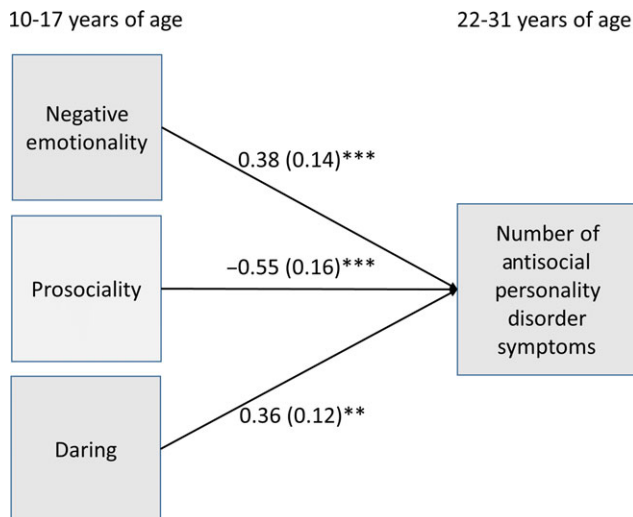 10-17 years of age
22-31 years of age
Negative
emotionality
0.38 (0.14)***
Prosociality
−0.55 (0.16)***
Number of
antisocial
personality
disorder
symptoms
Daring
0.36 (0.12)**